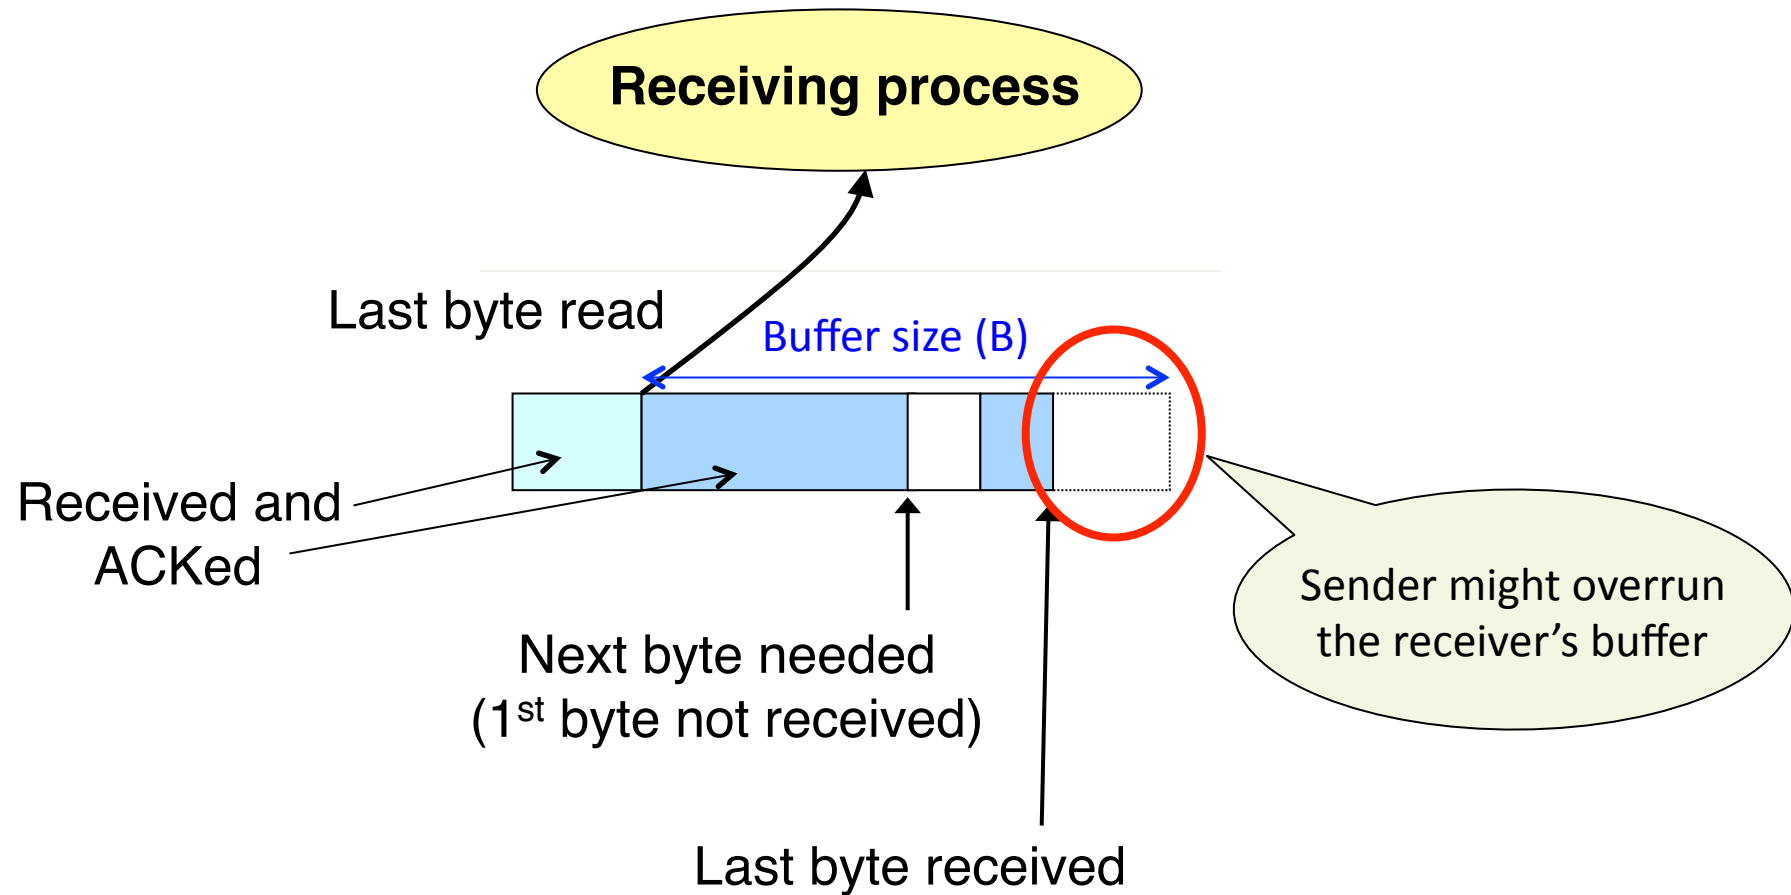 Receiving process
Last byte read
Buffer size (B)
Received and
ACKed
Sender might overrun
the receiver’s buffer
Next byte needed
(1st byte not received)
Last byte received